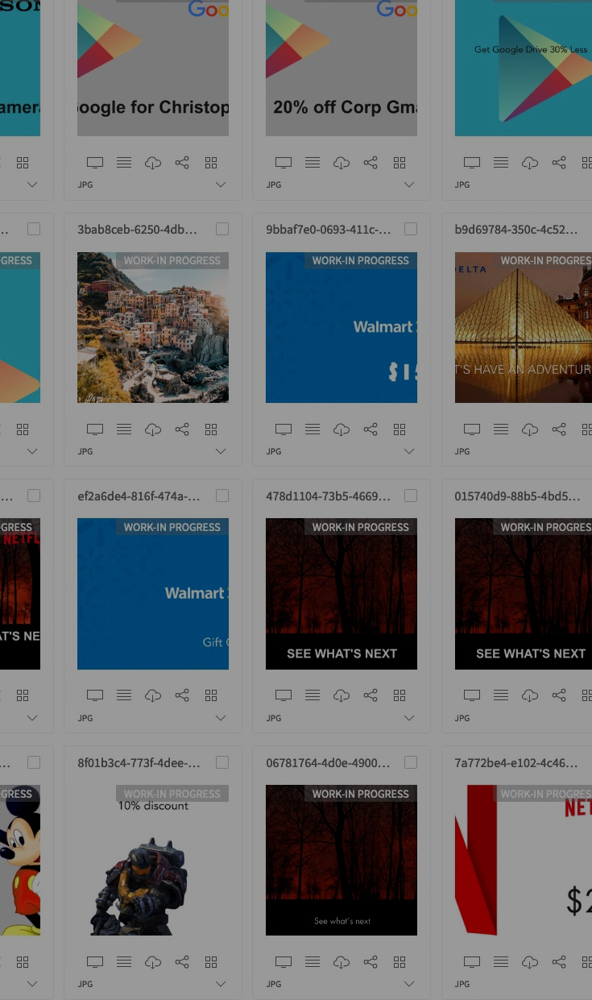 SON
Goo
Goo
Get Google Drive 30% Less
amera
oogle for Christop
20% off Corp Gma
JPG
JPG
JPG
...
3bab8ceb-6250-4db...
9bbaf7e0-0693-411c-...
b9d69784-350c-4c52...
GRESS
WORK-IN PROGRESS
WORK-IN PROGRESS
WORK-IN PROGRES
DELTA
Walmart
$15
T'S HAVE AN ADVENTUR
JPG
JPG
JPG
...
ef2a6de4-816f-474a-...
478d1104-73b5-4669...
015740d9-88b5-4bd5...
GRESS
WORK-IN PROGRESS
WORK-IN PROGRESS
WORK-IN PROGRES
NETFL
Walmart
AT'S NE
Gift
SEE WHAT'S NEXT
SEE WHAT'S NEXT
JPG
JPG
JPG
...
8f01b3c4-773f-4dee-...
06781764-4d0e-4900...
7a772be4-e102-4c46...
GRESS
WORK-IN PROGRESS
WORK-IN PROGRESS
WORK-IN PROGRES
10% discount
NET
$2
See what's next
JPG
JPG
JPG